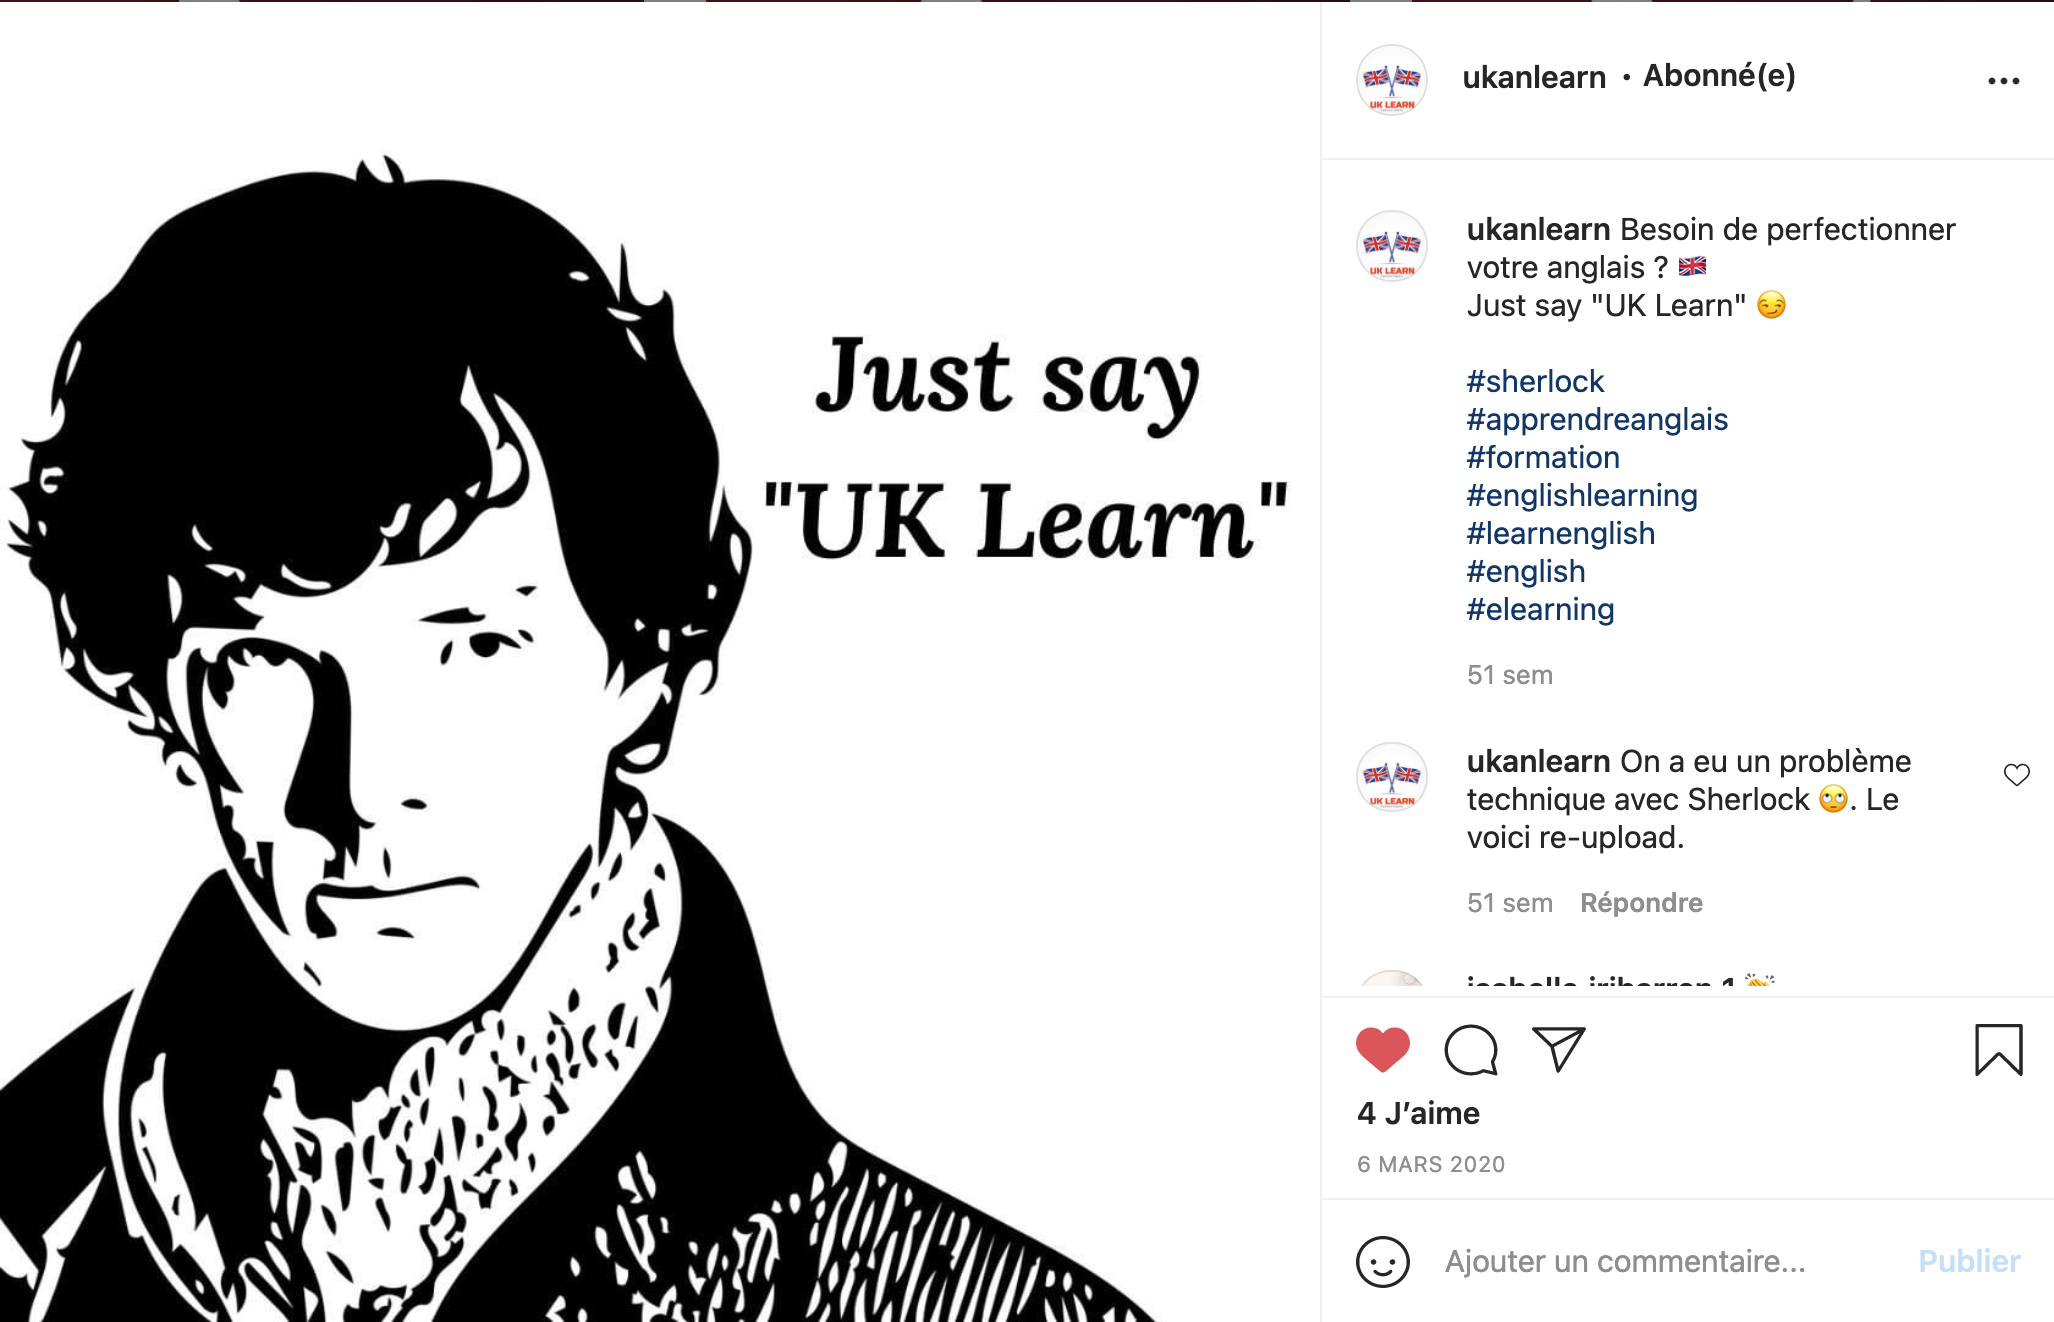 Just say
"UK Learn"
ukanlearn • Abonné(e)
UK LEARN
ukanlearn Besoin de perfectionner
votre anglais ? 🇬🇧
Just say "UK Learn" 😏
UK LEARN
#sherlock
#apprendreanglais
#formation
#englishlearning
#learnenglish
#english
#elearning
51 sem
ukanlearn On a eu un problème
technique avec Sherlock 🙄. Le
voici re-upload.
UK LEARN
51 sem Répondre
4 J’aime
6 MARS 2020
Ajouter un commentaire... Publier